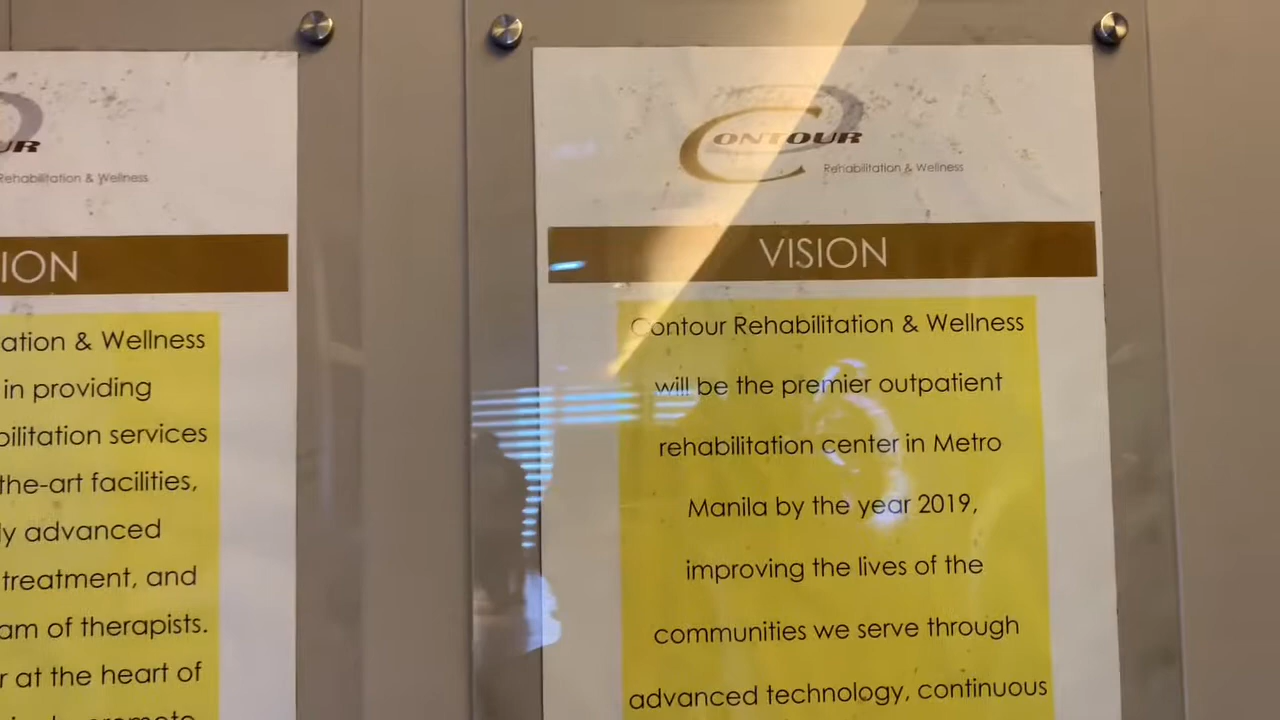 UR
Rehabilitation & Wellness
ION
ation & Wellness
in providing
bilitation services
the-art facilities,
ly advanced
treatment, and
am of therapists.
r at the heart of
CONTOUR
Rehabilitation & Wellness
VISION
Contour Rehabilitation & Wellness
will be the premier outpatient
rehabilitation center in Metro
Manila by the year 2019,
improving the lives of the
communities we serve through
advanced technology, continuous